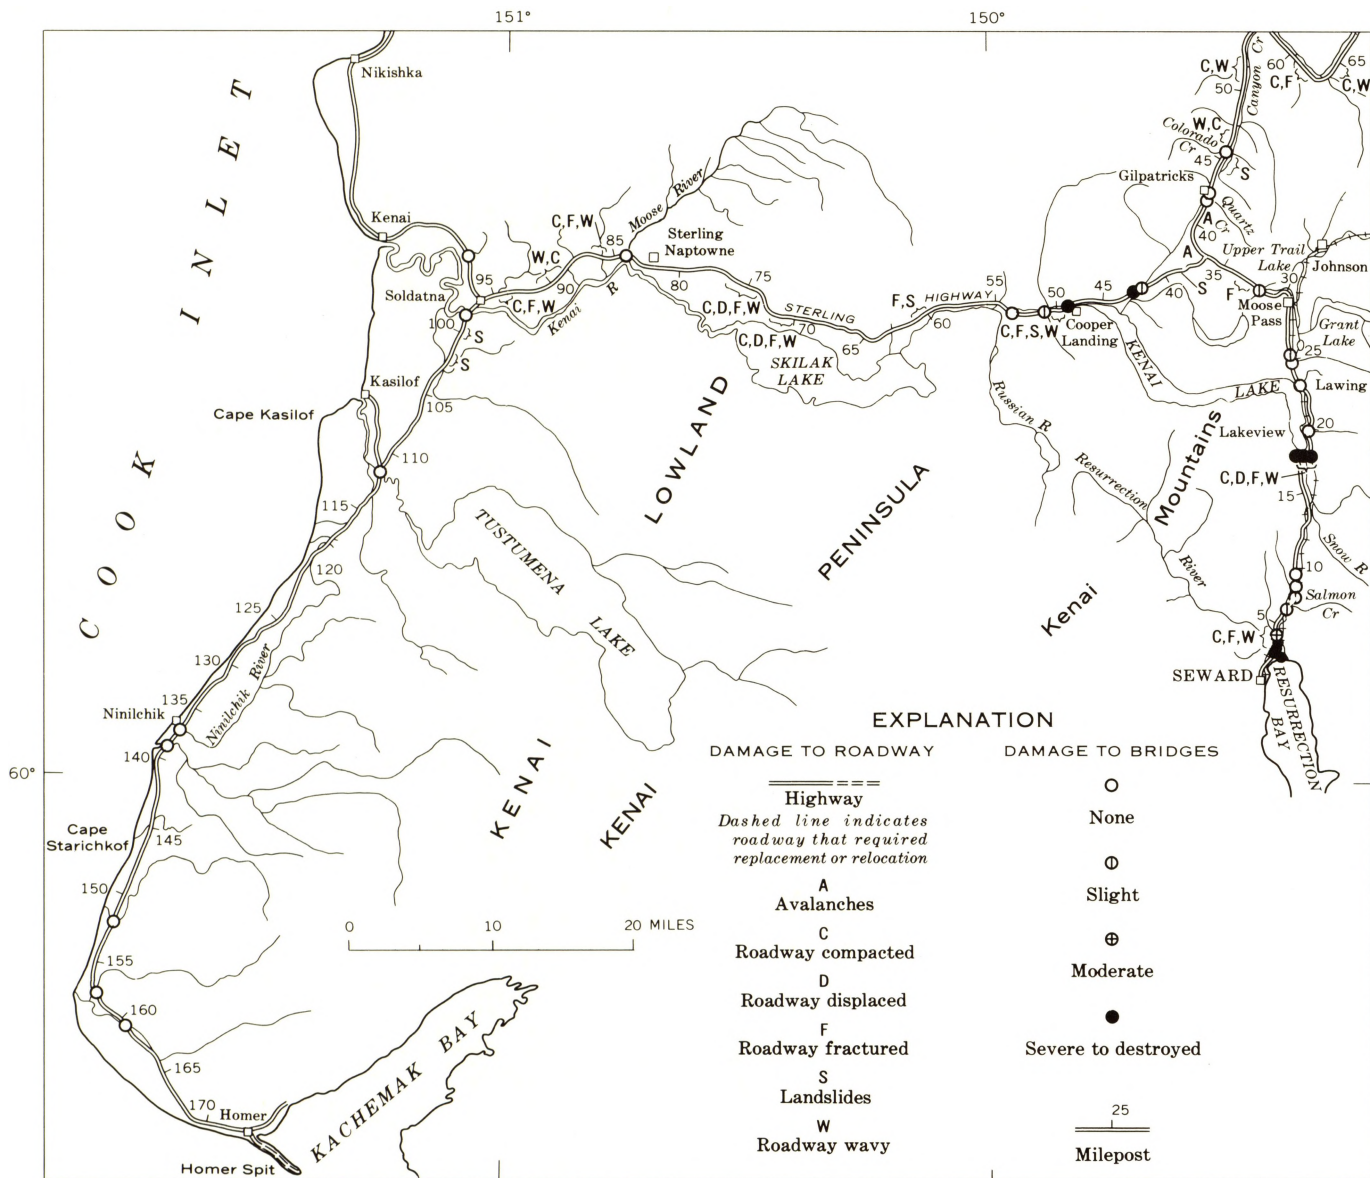 151°
150°
Nikishka
COOK INLET
Kenai
Soldatna
95
W,C
C,F,W
90
85
Moose River
Sterling
Naptowne
C,F,W
100
S
S
Kenai R
80
75
C,D,F,W
STERLING
70
C,D,F,W
65
SKILAK
LAKE
F,S
HIGHWAY
60
55
C,F,S,W
50
Cooper
Landing
45
40
S
KENAI LAKE
Russian R
C,W
50
Canyon Cr
60
C,F
65
C,W
W,C
Colorado
Cr
45
S
Gilpatricks
A
Quartz
Cr
40
A
Upper Trail
Lake
Johnson
35
F
30
Moose
Pass
Grant
Lake
25
Lawing
Lakeview
20
C,D,F,W
15
Snow R
10
Salmon
Cr
5
C,F,W
SEWARD
RESURRECTION
BAY
Resurrection River
Kenai Mountains
Kasilof
Cape Kasilof
105
110
115
120
125
130
135
Ninilchik River
Ninilchik
140
TUSTUMENA LAKE
KENAI LOWLAND
KENAI PENINSULA
60°
Cape
Starichkof
145
150
155
160
165
170
Homer
Homer Spit
KACHEMAK BAY
0 10 20 MILES
EXPLANATION
DAMAGE TO ROADWAY
Highway
Dashed line indicates
roadway that required
replacement or relocation
A
Avalanches
C
Roadway compacted
D
Roadway displaced
F
Roadway fractured
S
Landslides
W
Roadway wavy
DAMAGE TO BRIDGES
None
Slight
Moderate
Severe to destroyed
25
Milepost